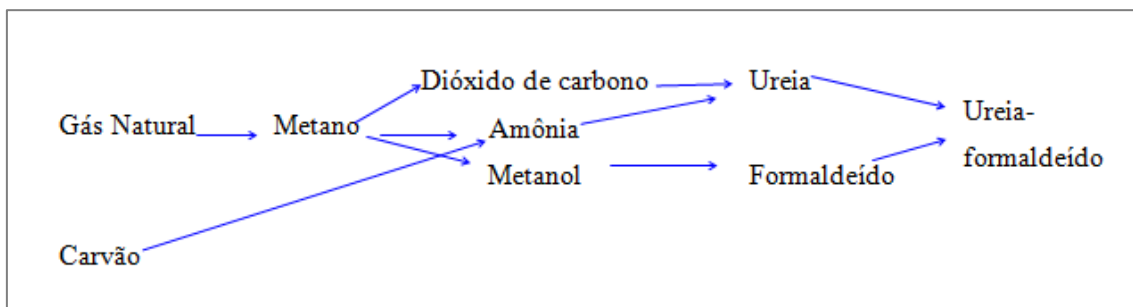 Dióxido de carbono
Ureia
Gás Natural
Metano
Amônia
Ureia-
formaldeído
Metanol
Formaldeído
Carvão